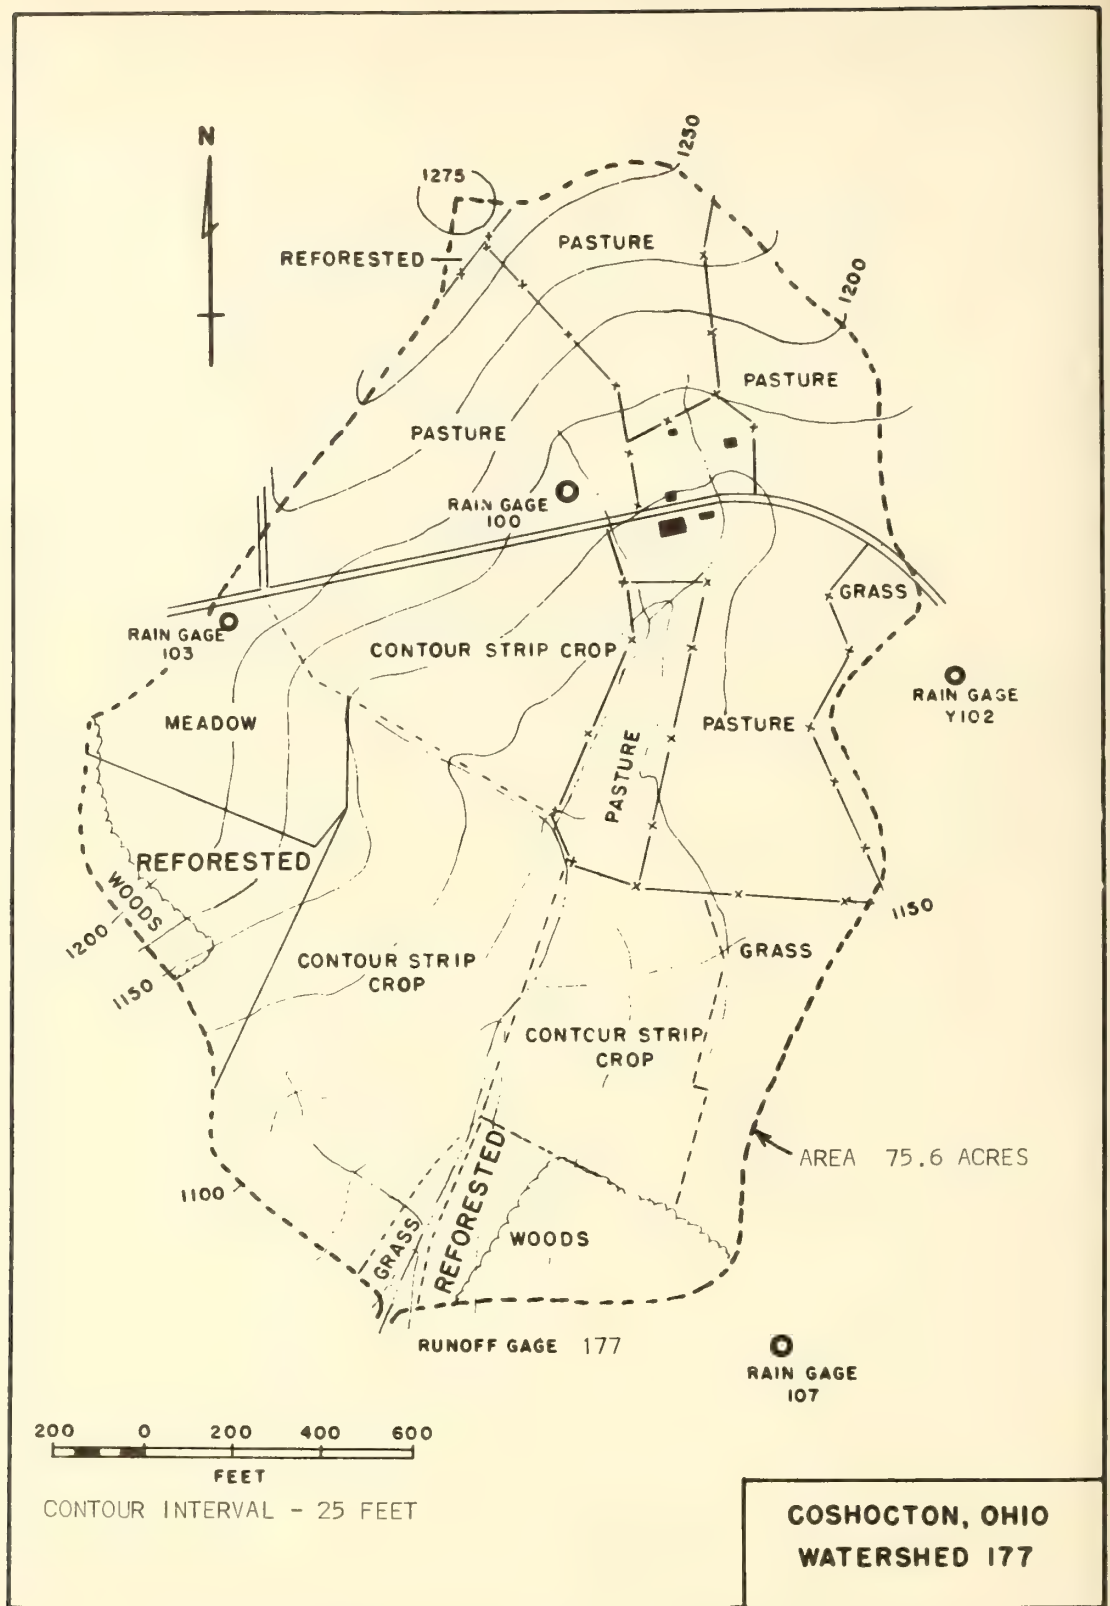 N
1275
1250
REFORESTED
PASTURE
1200
PASTURE
PASTURE
RAIN GAGE
100
GRASS
RAIN GAGE
103
CONTOUR STRIP CROP
RAIN GAGE
Y102
MEADOW
PASTURE
PASTURE
REFORESTED
WOODS
1200
1150
1150
CONTOUR STRIP
CROP
GRASS
CONTOUR STRIP
CROP
AREA 75.6 ACRES
1100
GRASS
REFORESTED
WOODS
RUNOFF GAGE 177
RAIN GAGE
107
200 0 200 400 600
FEET
CONTOUR INTERVAL - 25 FEET
COSHOCTON, OHIO
WATERSHED 177